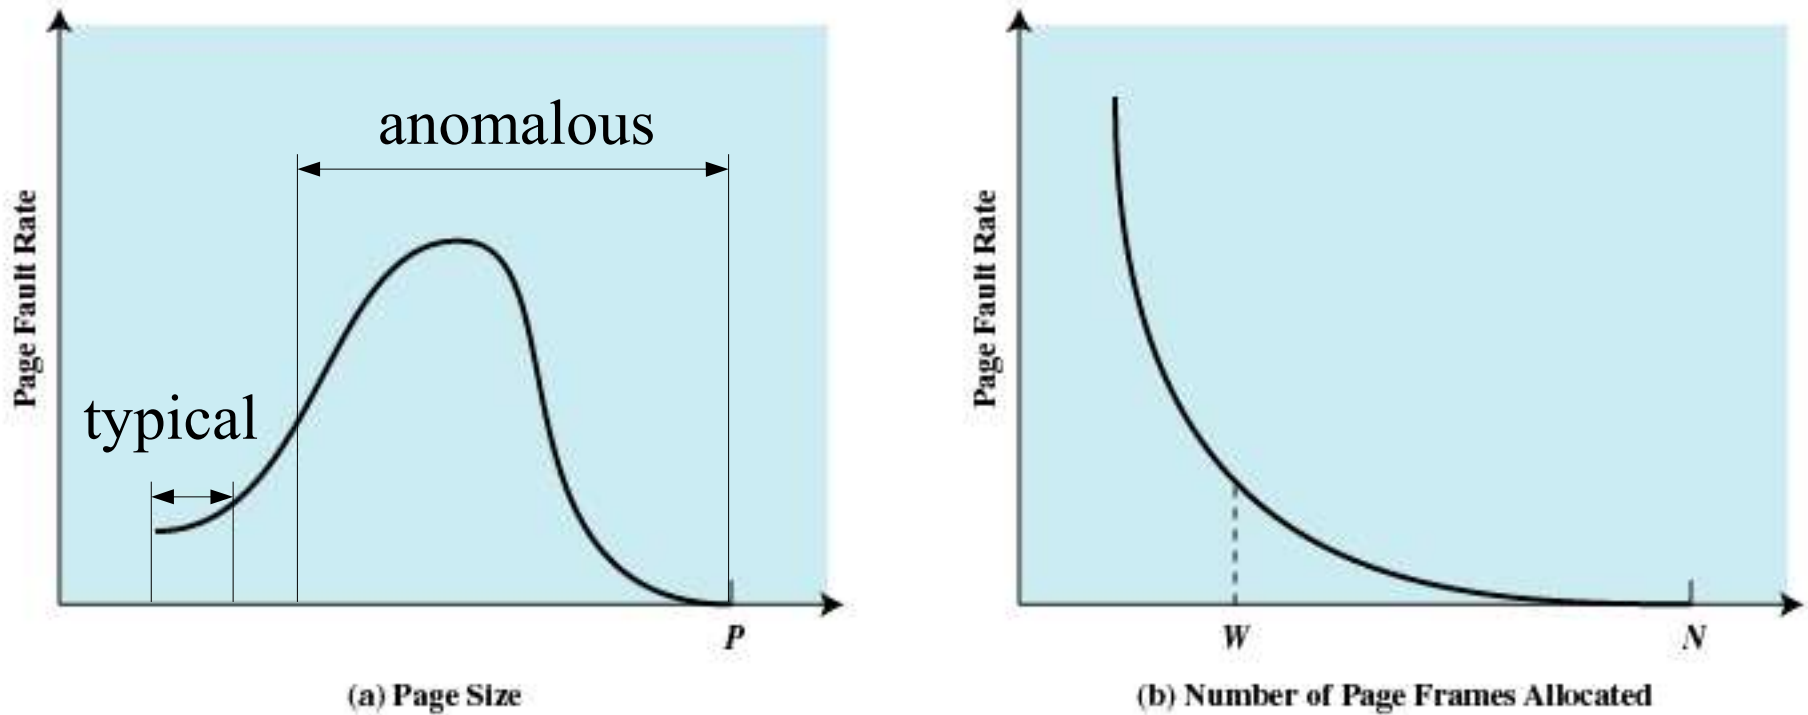 anomalous
typical
Page Fault Rate
P
(a) Page Size
Page Fault Rate
W
N
(b) Number of Page Frames Allocated